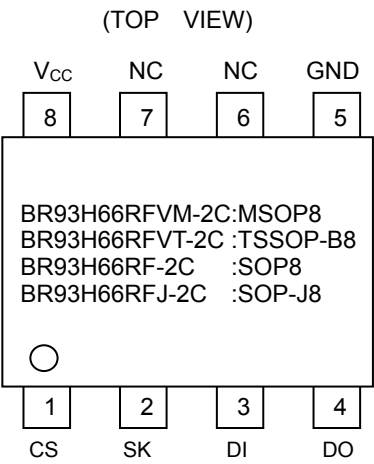 (TOP VIEW)
VCC NC NC GND
8 7 6 5
BR93H66RFVM-2C:MSOP8
BR93H66RFVT-2C :TSSOP-B8
BR93H66RF-2C :SOP8
BR93H66RFJ-2C :SOP-J8
1 2 3 4
CS SK DI DO